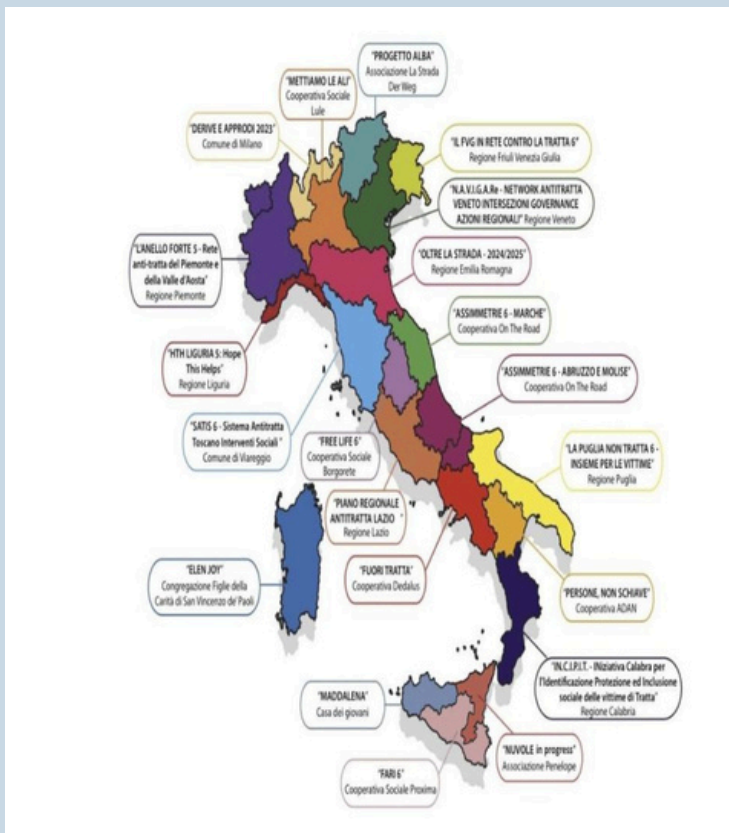 "PROGETTO ALBA"
Associazione La Strada
Der Weg
"METTIAMO LE ALI"
Cooperativa Sociale
Lule
"DERIVE E APPRODI 2023"
Comune di Milano
"IL FVG IN RETE CONTRO LA TRATTA 6"
Regione Friuli Venezia Giulia
"N.A.V.I.G.A.Re - NETWORK ANTITRATTA
VENETO INTERSEZIONI GOVERNANCE
AZIONI REGIONALI" Regione Veneto
"L'ANELLO FORTE 5 - Rete
anti-tratta del Piemonte e
della Valle d'Aosta"
Regione Piemonte
"OLTRE LA STRADA - 2024/2025"
Regione Emilia Romagna
"ASSIMMETRIE 6 - MARCHE"
Cooperativa On The Road
"HTH LIGURIA 5: Hope
This Helps"
Regione Liguria
"ASSIMMETRIE 6 - ABRUZZO E MOLISE"
Cooperativa On The Road
"SATIS 6 - Sistema Antitratta
Toscano Interventi Sociali "
Comune di Viareggio
"FREE LIFE 6"
Cooperativa Sociale
Borgorete
"LA PUGLIA NON TRATTA 6 -
INSIEME PER LE VITTIME"
Regione Puglia
"PIANO REGIONALE
ANTITRATTA LAZIO "
Regione Lazio
"ELEN JOY"
Congregazione Figlie della
Carità di San Vincenzo de' Paoli
"FUORI TRATTA"
Cooperativa Dedalus
"PERSONE, NON SCHIAVE"
Cooperativa ADAN
"IN.C.I.P.I.T. - INiziativa Calabra per
l'Identificazione Protezione ed Inclusione
sociale delle vittime di Tratta"
Regione Calabria
"MADDALENA"
Casa dei giovani
"NUVOLE in progress"
Associazione Penelope
"FARI 6"
Cooperativa Sociale Proxima